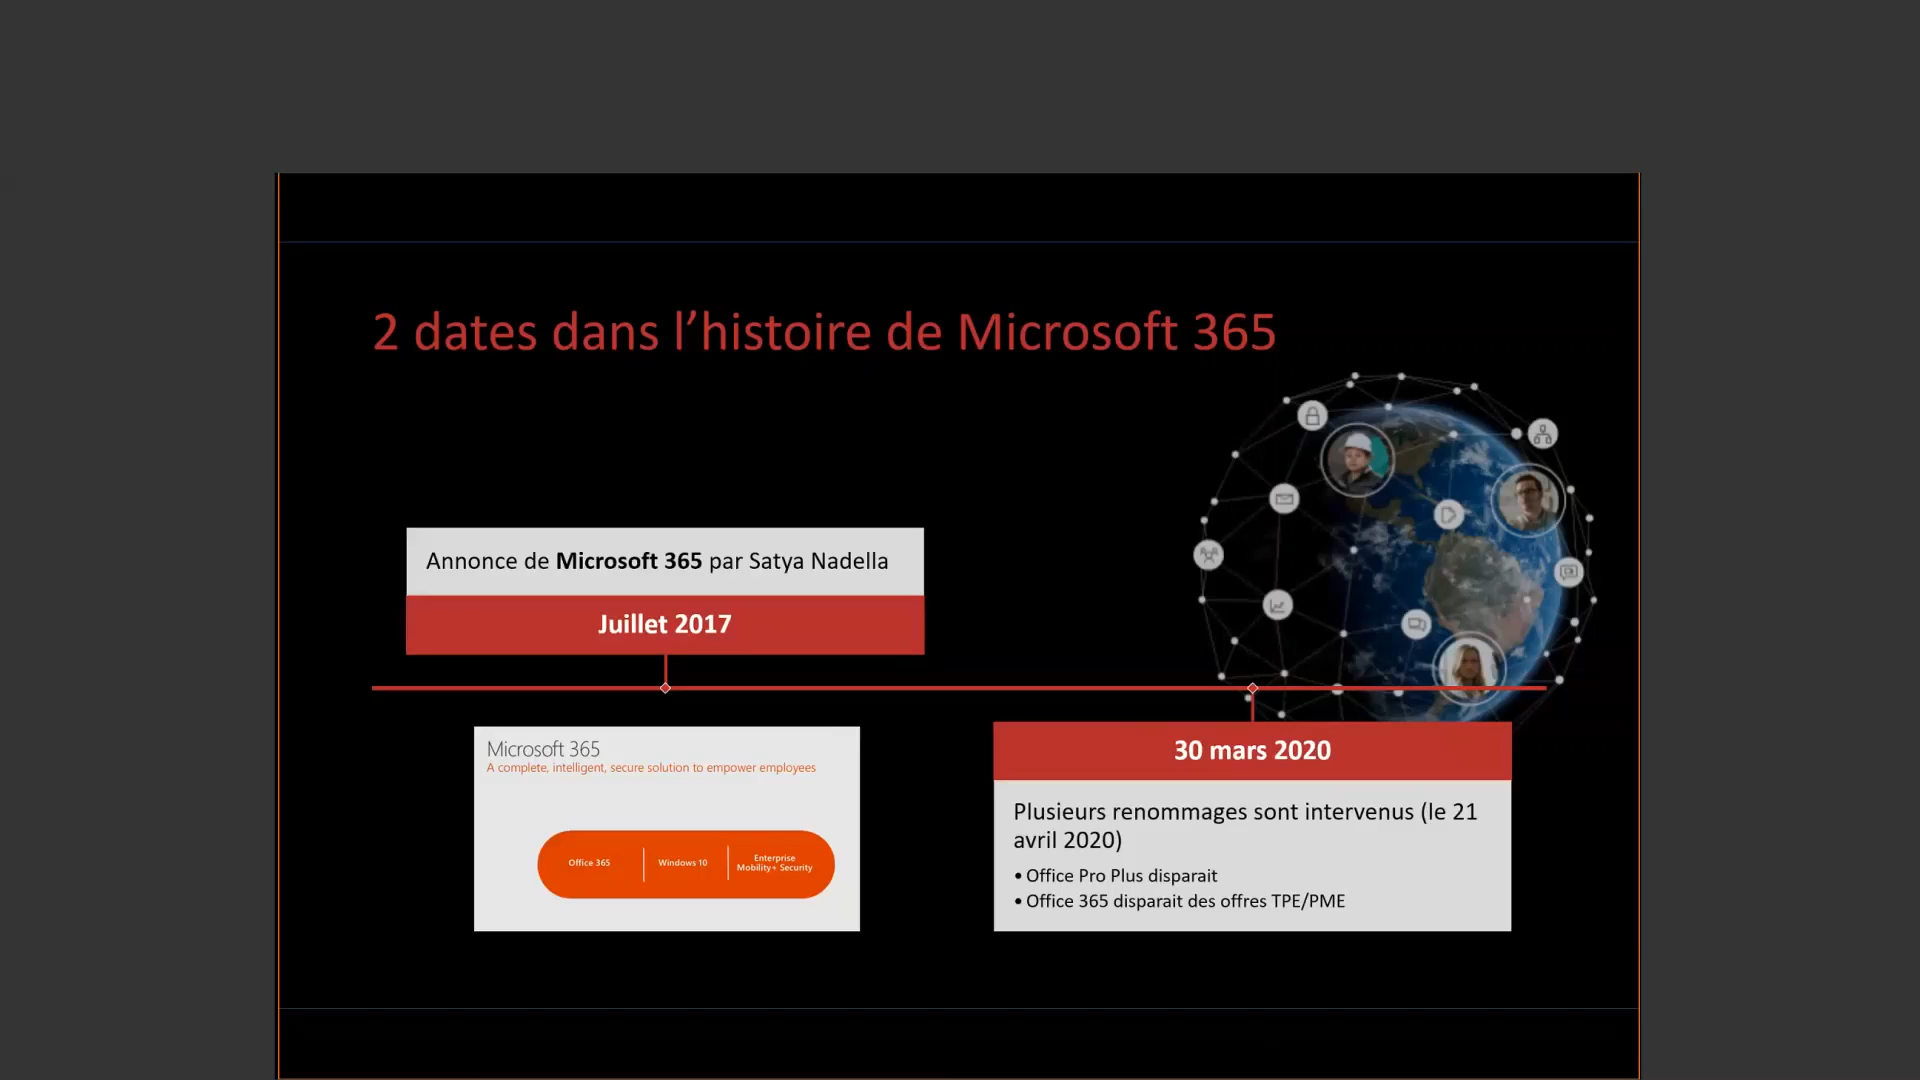 2 dates dans l’histoire de Microsoft 365
Annonce de Microsoft 365 par Satya Nadella
Juillet 2017
Microsoft 365
A complete, intelligent, secure solution to empower employees
Office 365
Windows 10
Enterprise
Mobility+ Security
30 mars 2020
Plusieurs renommages sont intervenus (le 21
avril 2020)
• Office Pro Plus disparait
• Office 365 disparait des offres TPE/PME